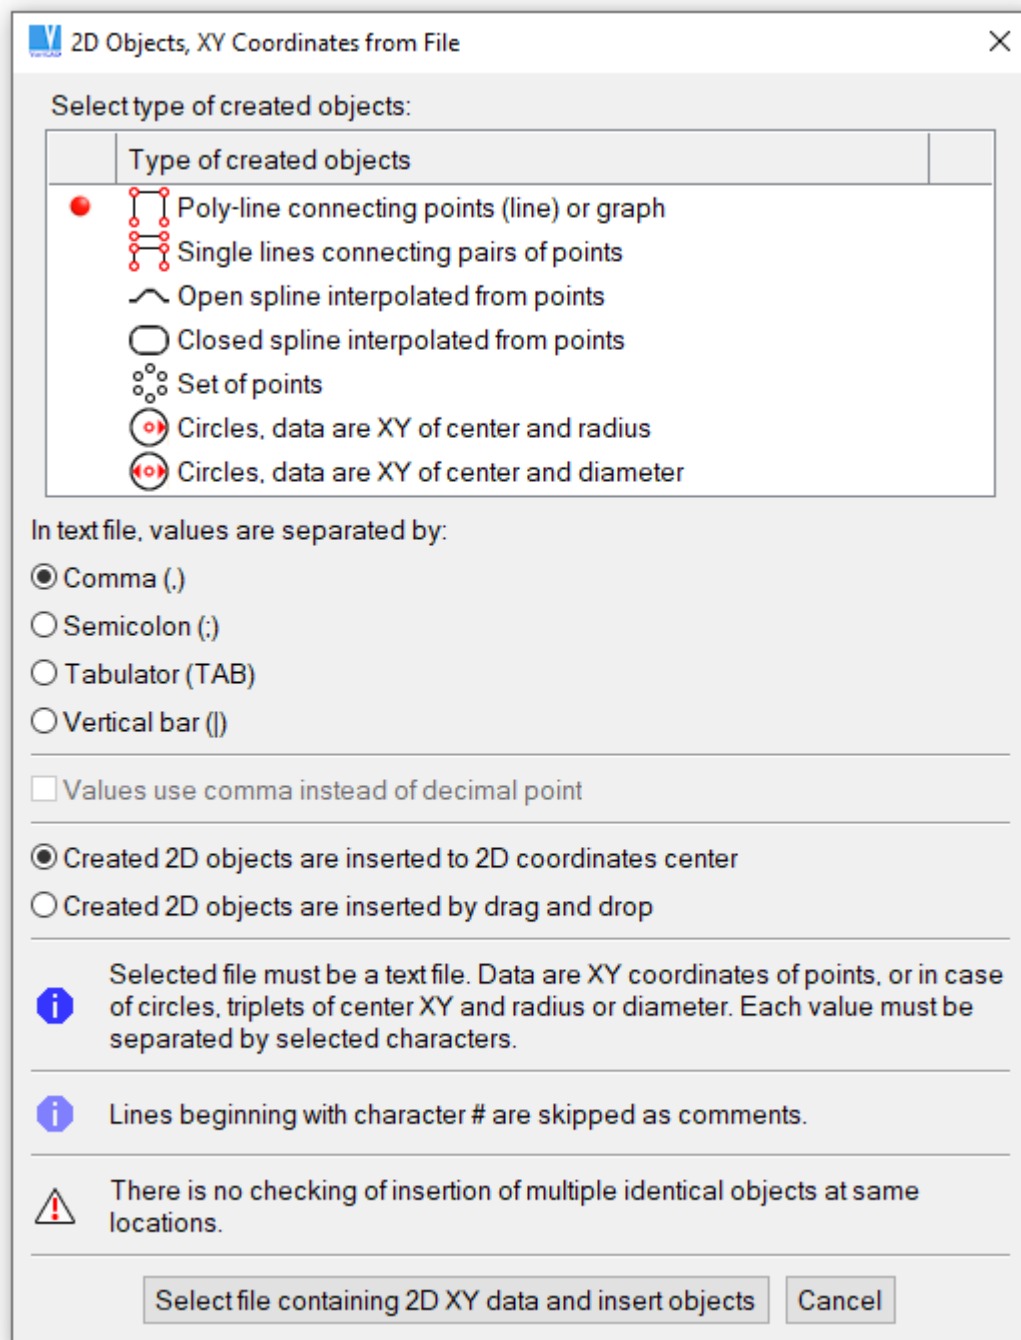 2D Objects, XY Coordinates from File
Select type of created objects:
Type of created objects
Poly-line connecting points (line) or graph
Single lines connecting pairs of points
Open spline interpolated from points
Closed spline interpolated from points
Set of points
Circles, data are XY of center and radius
Circles, data are XY of center and diameter
In text file, values are separated by:
Comma (,)
Semicolon (;)
Tabulator (TAB)
Vertical bar (|)
Values use comma instead of decimal point
Created 2D objects are inserted to 2D coordinates center
Created 2D objects are inserted by drag and drop
Selected file must be a text file. Data are XY coordinates of points, or in case
of circles, triplets of center XY and radius or diameter. Each value must be
separated by selected characters.
Lines beginning with character # are skipped as comments.
There is no checking of insertion of multiple identical objects at same
locations.
Select file containing 2D XY data and insert objects
Cancel